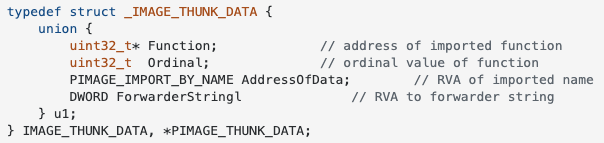 typedef struct _IMAGE_THUNK_DATA {
    union {
        uint32_t* Function;             // address of imported function
        uint32_t  Ordinal;              // ordinal value of function
        PIMAGE_IMPORT_BY_NAME AddressOfData;        // RVA of imported name
        DWORD ForwarderStringl              // RVA to forwarder string
    } u1;
} IMAGE_THUNK_DATA, *PIMAGE_THUNK_DATA;